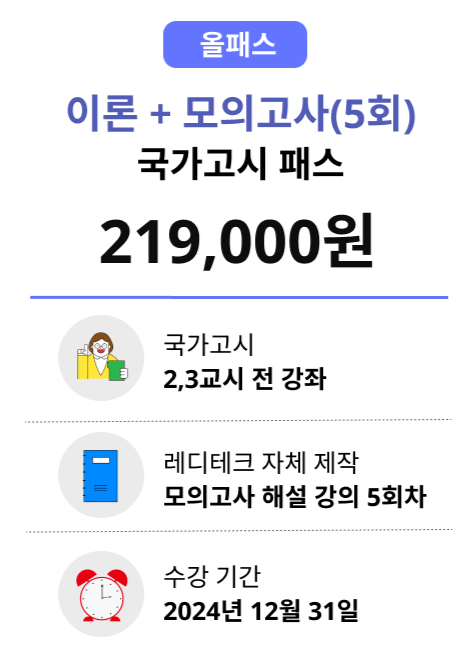 올패스
이론 + 모의고사(5회)
국가고시 패스
219,000원
국가고시
2,3교시 전 강좌
레디테크 자체 제작
모의고사 해설 강의 5회차
수강 기간
2024년 12월 31일